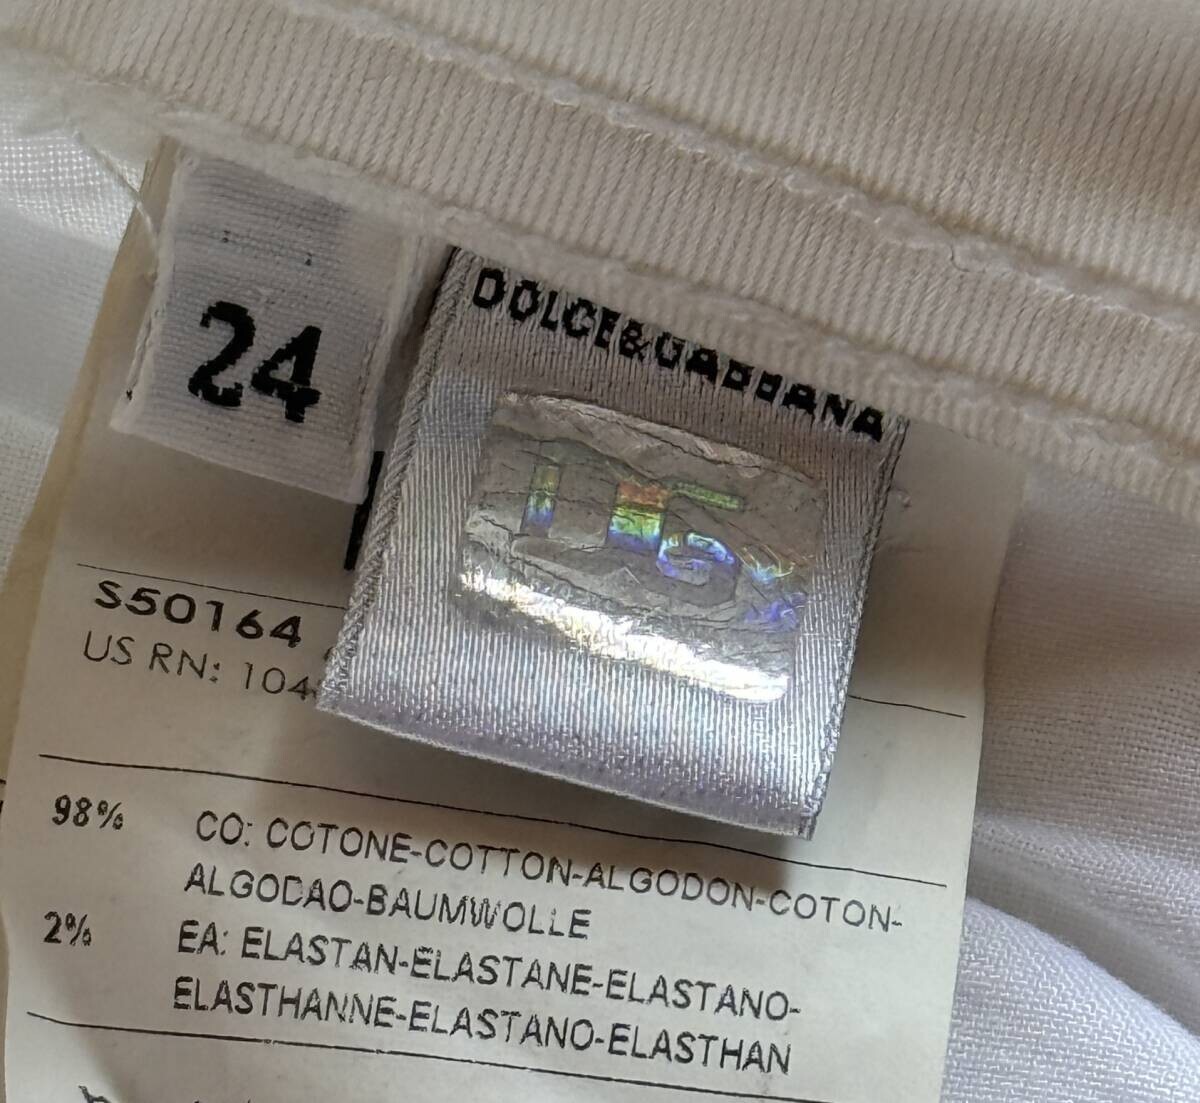 24
DOLCE&GABBANA
S50164
US RN: 104
98% CO: COTONE-COTTON-ALGODON-COTON-
ALGODAO-BAUMWOLLE
2% EA: ELASTAN-ELASTANE-ELASTANO-
ELASTHANNE-ELASTANO-ELASTHAN